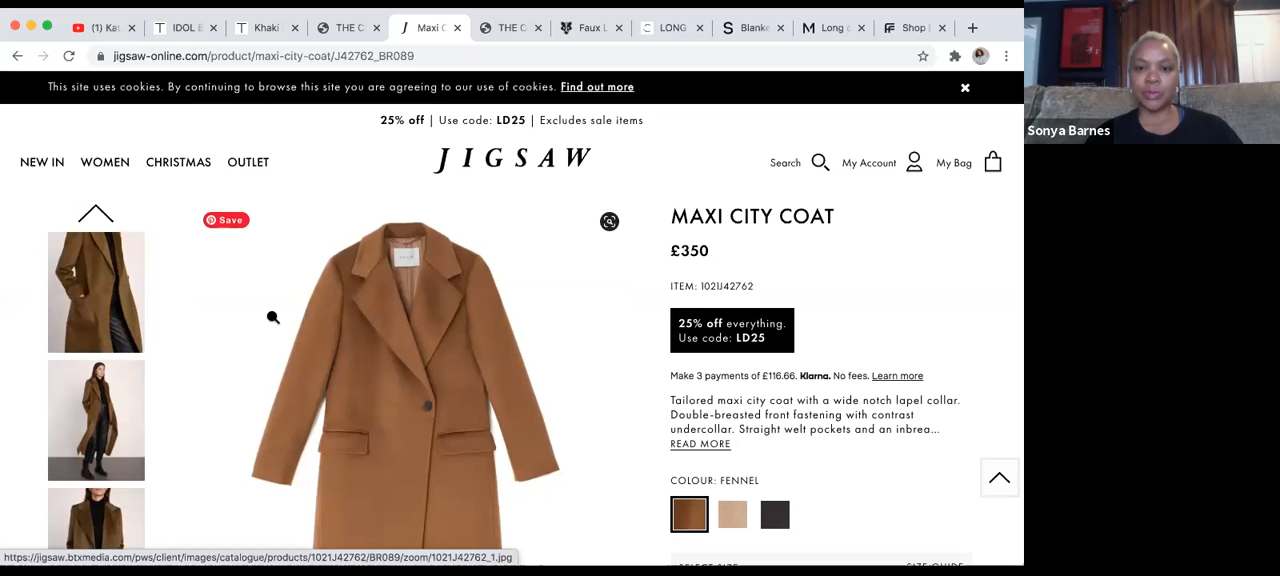 (1) Ka
IDOL E
Khaki
THE C
Maxi C
THE C
Faux L
LONG
Blanke
Long c
Shop
jigsaw-online.com/product/maxi-city-coat/J42762_BR089
This site uses cookies. By continuing to browse this site you are agreeing to our use of cookies. Find out more
25% off | Use code: LD25 | Excludes sale items
NEW IN WOMEN CHRISTMAS OUTLET
JIGSAW
Search My Account My Bag
Save
MAXI CITY COAT
£350
ITEM: 1021J42762
25% off everything.
Use code: LD25
Make 3 payments of £116.66. Klarna. No fees. Learn more
Tailored maxi city coat with a wide notch lapel collar.
Double-breasted front fastening with contrast
undercollar. Straight welt pockets and an inbrea...
READ MORE
COLOUR: FENNEL
SELECT SIZE SIZE GUIDE
https://jigsaw.btxmedia.com/pws/client/images/catalogue/products/1021J42762/BR089/zoom/1021J42762_1.jpg
Sonya Barnes